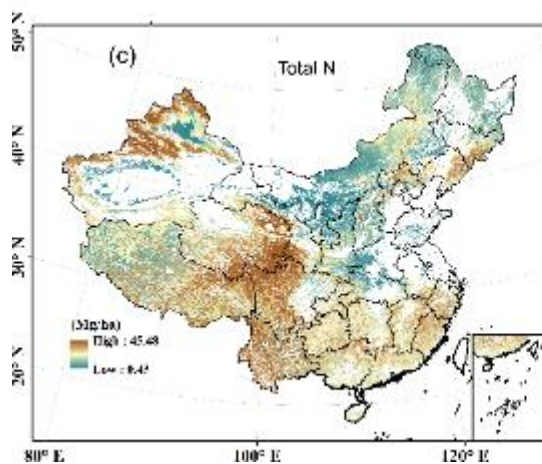 50° N
(c)
Total N
40° N
30° N
(Mg/ha)
High : 45.48
Low : 0.45
20° N
80° E
100° E
120° E